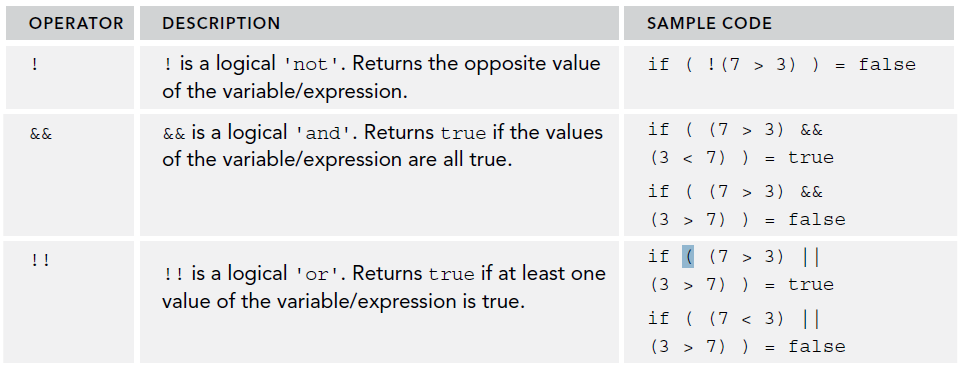 OPERATOR DESCRIPTION SAMPLE CODE
! ! is a logical 'not'. Returns the opposite value if ( !(7 > 3) ) = false
of the variable/expression.
&& && is a logical 'and'. Returns true if the values if ( (7 > 3) &&
of the variable/expression are all true. (3 < 7) ) = true
if ( (7 > 3) &&
(3 > 7) ) = false
!! if ( (7 > 3) ||
!! is a logical 'or'. Returns true if at least one (3 > 7) ) = true
value of the variable/expression is true. if ( (7 < 3) ||
(3 > 7) ) = false